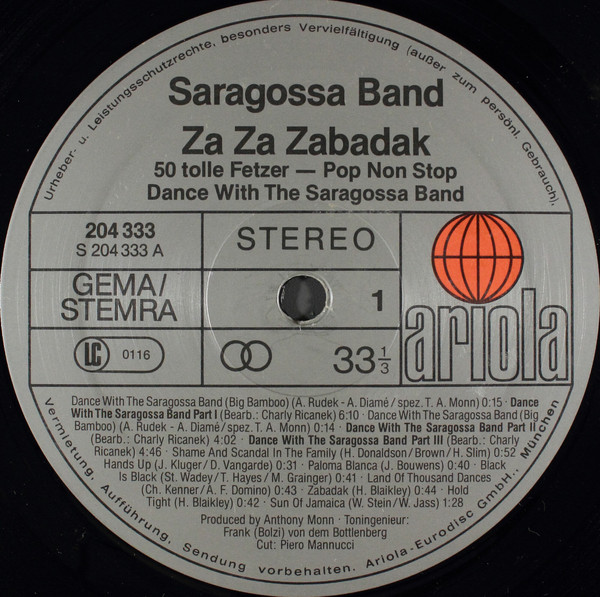 Urheber- u. Leistungsschutzrechte, besonders Vervielfältigung (außer zum persönl. Gebrauch),
Saragossa Band
Za Za Zabadak
50 tolle Fetzer — Pop Non Stop
Dance With The Saragossa Band
204 333
S 204 333 A
STEREO
GEMA/
STEMRA
1
ariola
LC 0116
33 1/3
Dance With The Saragossa Band (Big Bamboo) (A. Rudek - A. Diamé/spez. T. A. Monn) 0:15 · Dance
With The Saragossa Band Part I (Bearb.: Charly Ricanek) 6:10 · Dance With The Saragossa Band (Big
Bamboo) (A. Rudek - A. Diamé/spez. T. A. Monn) 0:14 · Dance With The Saragossa Band Part II
(Bearb.: Charly Ricanek) 4:02 · Dance With The Saragossa Band Part III (Bearb.: Charly
Ricanek) 4:46 · Shame And Scandal In The Family (H. Donaldson/Brown/H. Slim) 0:52
Hands Up (J. Kluger/D. Vangarde) 0:31 · Paloma Blanca (J. Bouwens) 0:40 · Black
Is Black (St. Wadey/T. Hayes/M. Grainger) 0:41 · Land Of Thousand Dances
(Ch. Kenner/A. F. Domino) 0:43 · Zabadak (H. Blaikley) 0:44 · Hold
Tight (H. Blaikley) 0:42 · Sun Of Jamaica (W. Stein/W. Jass) 1:28
Produced by Anthony Monn · Toningenieur:
Frank (Bolzi) von dem Bottlenberg
Cut: Piero Mannucci
Vermietung, Aufführung, Sendung vorbehalten. Ariola-Eurodisc GmbH., München